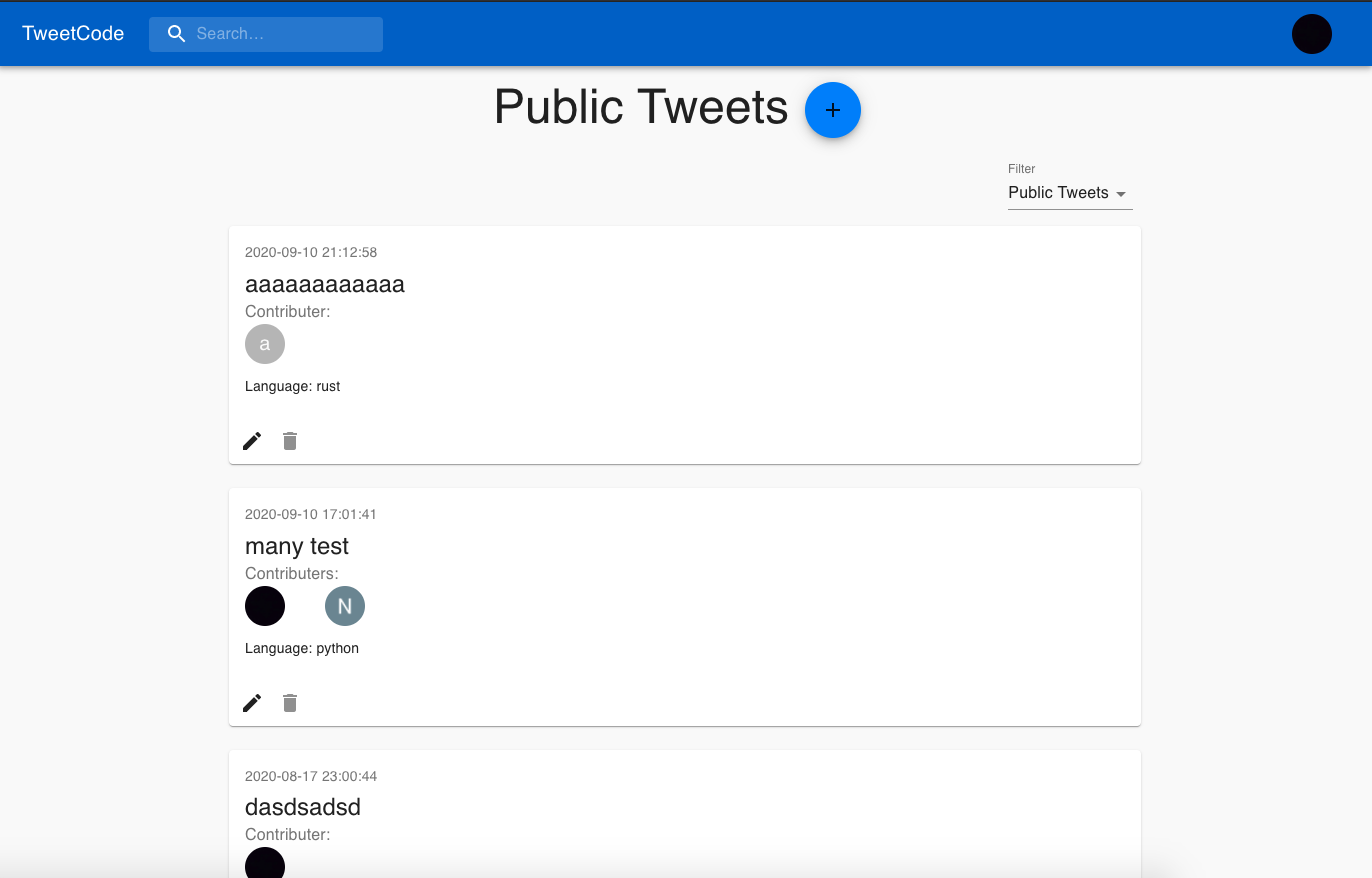 TweetCode
Search…
Public Tweets +
Filter
Public Tweets
2020-09-10 21:12:58
aaaaaaaaaaaa
Contributer:
a
Language: rust
2020-09-10 17:01:41
many test
Contributers:
N
Language: python
2020-08-17 23:00:44
dasdsadsd
Contributer: